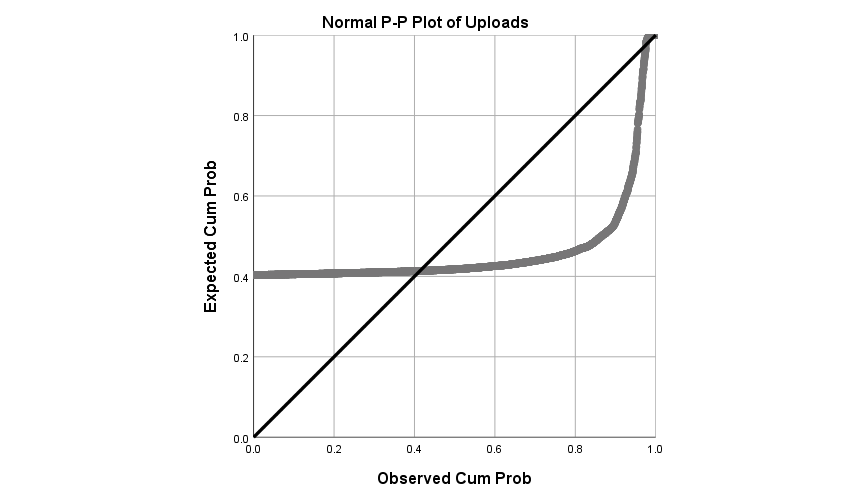 Normal P-P Plot of Uploads
1.0
0.8
0.6
0.4
0.2
0.0
Expected Cum Prob
0.0 0.2 0.4 0.6 0.8 1.0
Observed Cum Prob